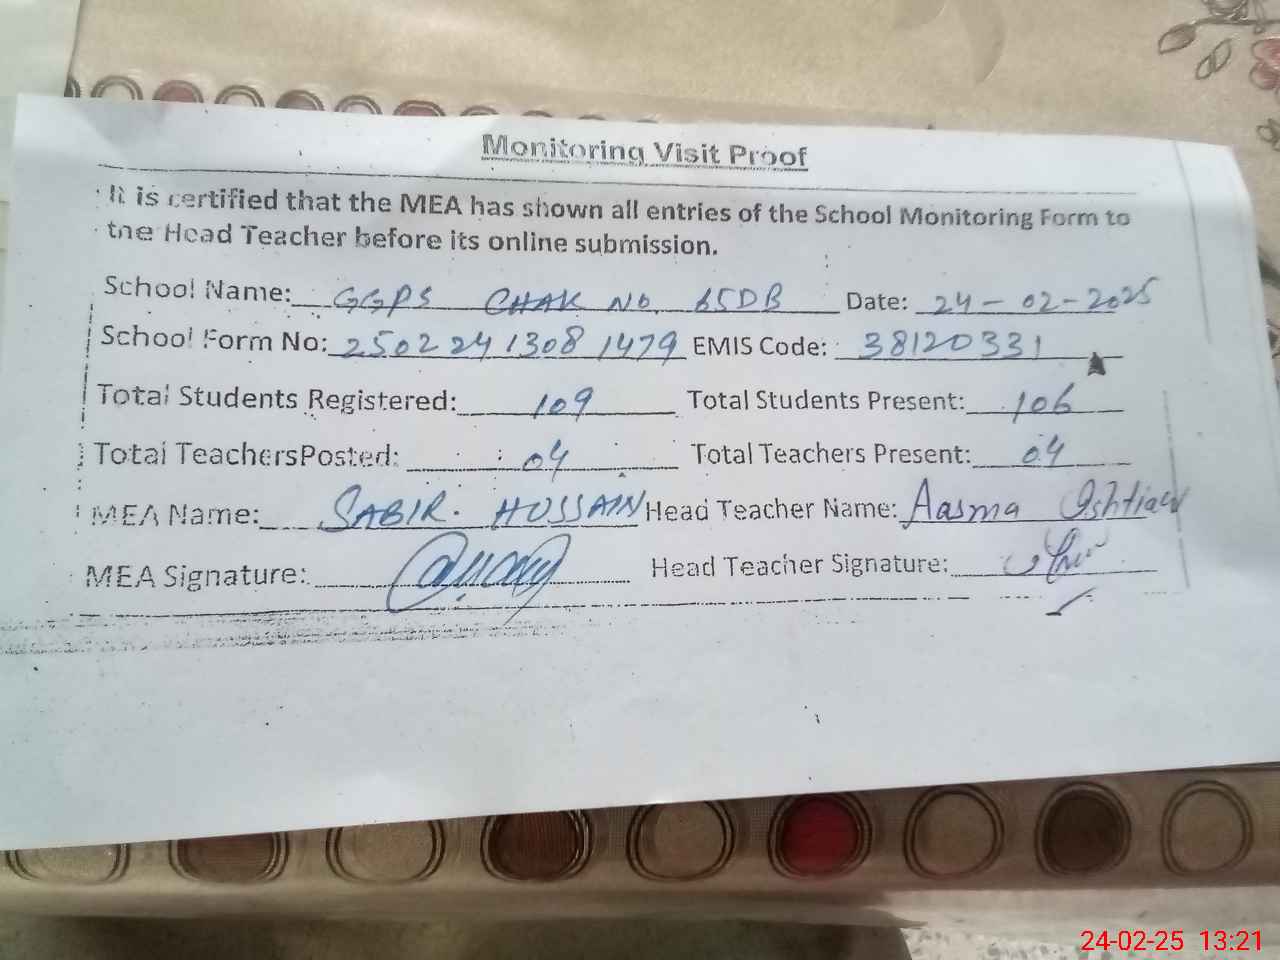 Monitoring Visit Proof
It is certified that the MEA has shown all entries of the School Monitoring Form to
the Head Teacher before its online submission.
School Name: GGPS CHAK NO. 65DB Date: 24-02-2025
School Form No: 2502241308 1479 EMIS Code: 38120331
Total Students Registered: 109 Total Students Present: 106
Total TeachersPosted: 04 Total Teachers Present: 04
MEA Name: SABIR. HUSSAIN Head Teacher Name: Aasma Ishtiaq
MEA Signature: Head Teacher Signature:
24-02-25 13:21